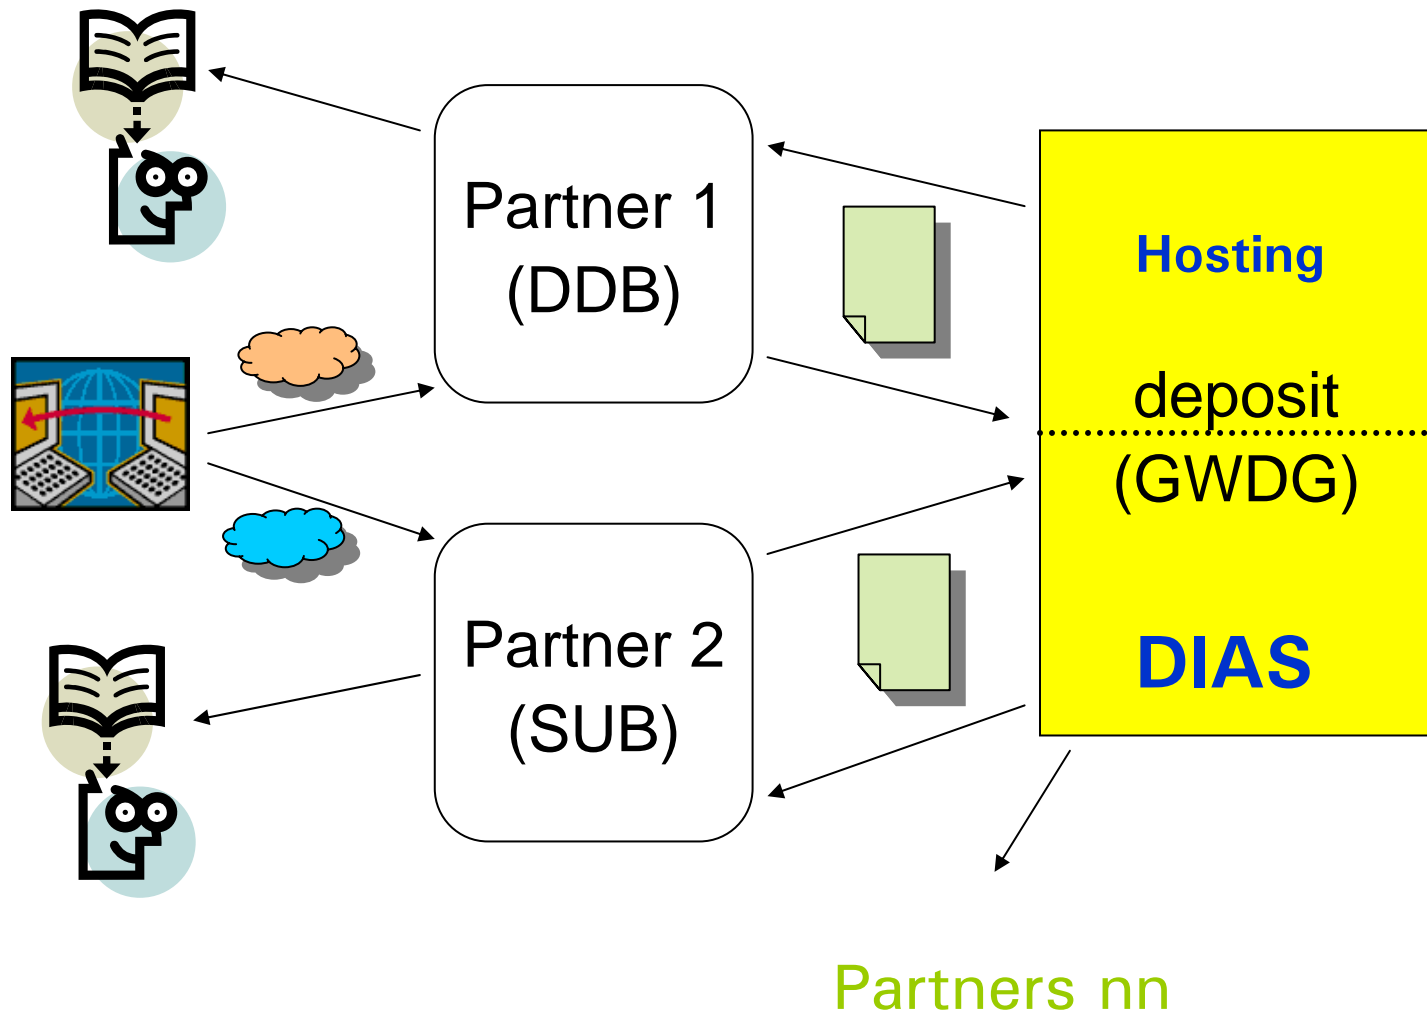 Partner 1
(DDB)
Hosting
deposit
(GWDG)
Partner 2
(SUB)
DIAS
Partners nn